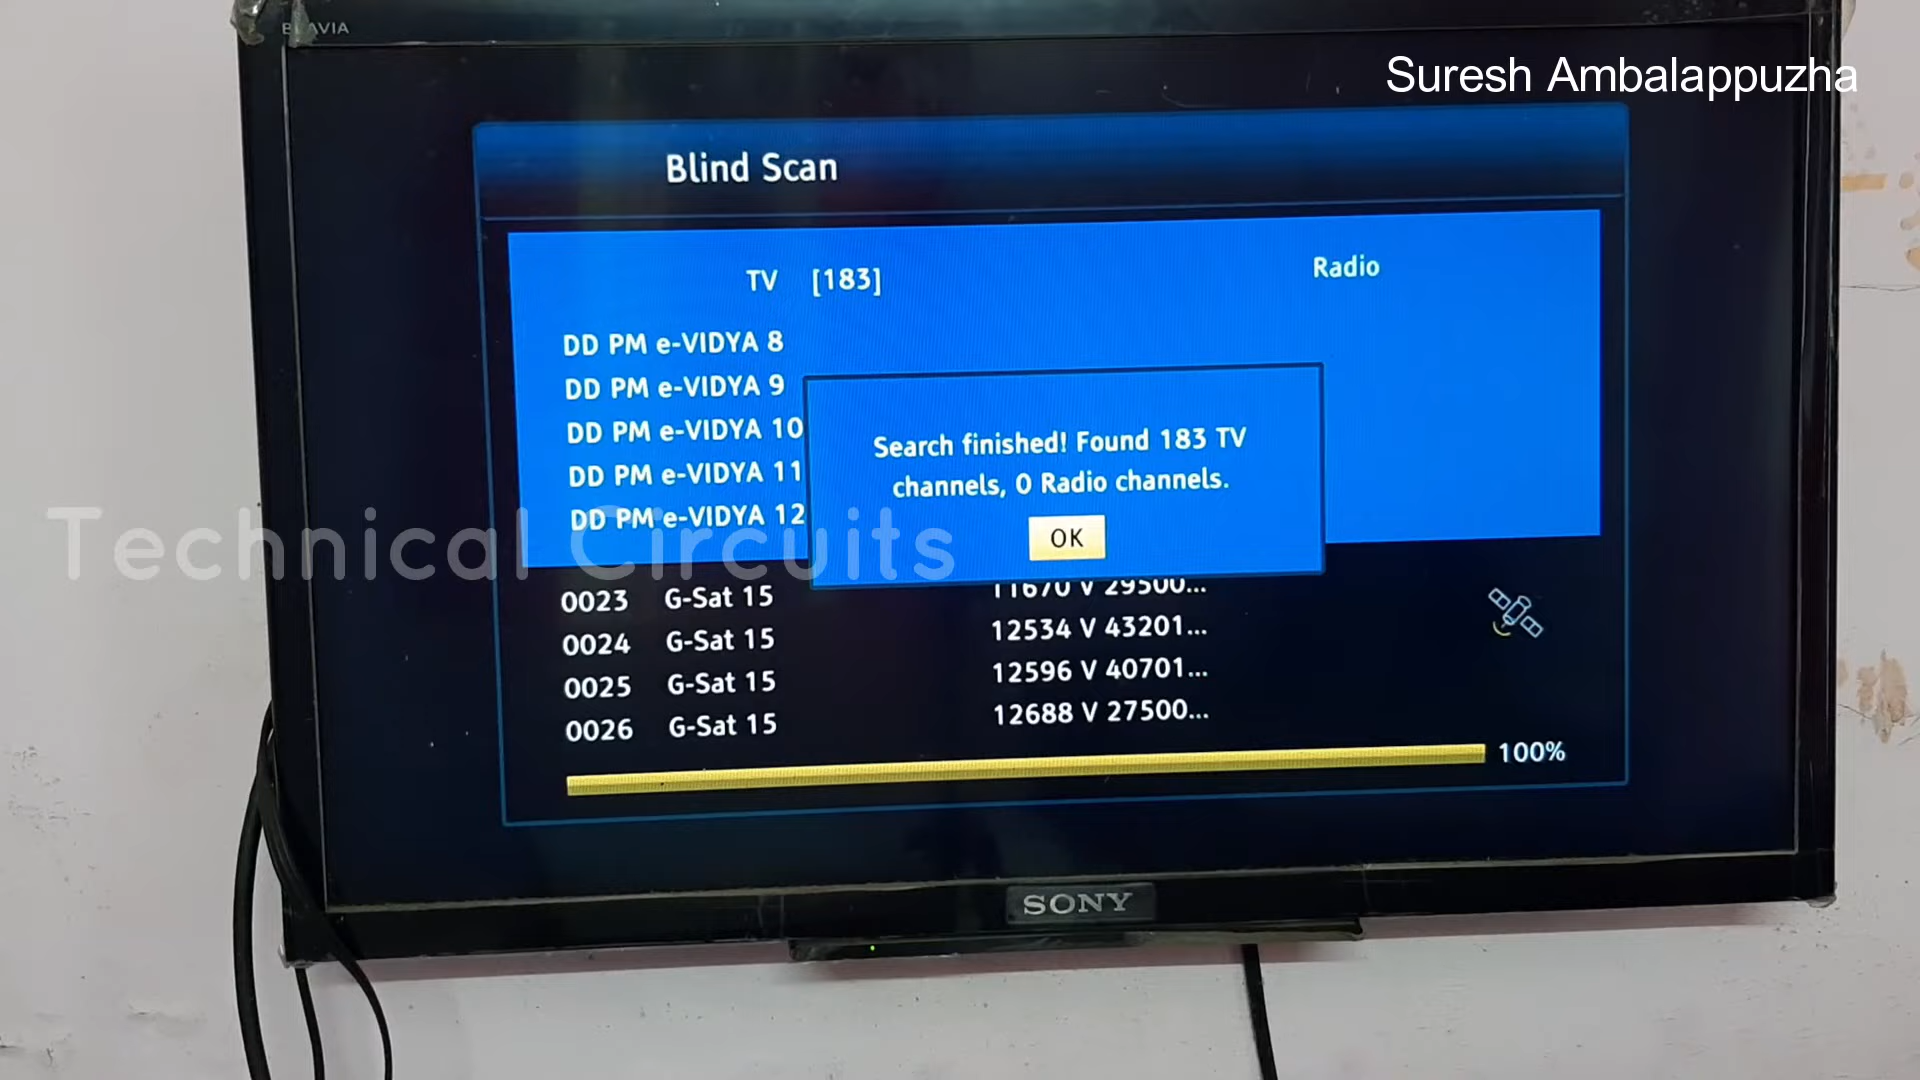 BRAVIA
Suresh Ambalappuzha
Blind Scan
TV [183]
Radio
DD PM e-VIDYA 8
DD PM e-VIDYA 9
DD PM e-VIDYA 10
DD PM e-VIDYA 11
DD PM e-VIDYA 12
Search finished! Found 183 TV
channels, 0 Radio channels.
OK
Technical Circuits
0023 G-Sat 15 11670 V 29500...
0024 G-Sat 15 12534 V 43201...
0025 G-Sat 15 12596 V 40701...
0026 G-Sat 15 12688 V 27500...
100%
SONY